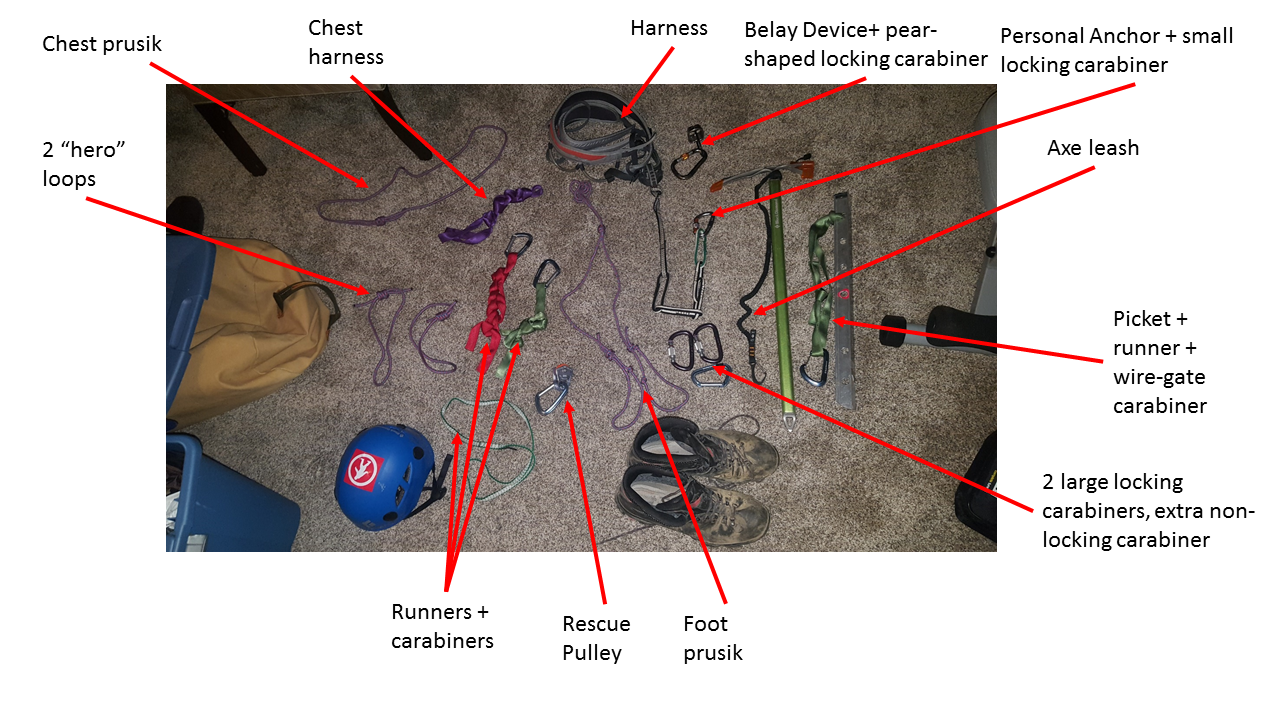 Chest prusik
Chest
harness
Harness
Belay Device+ pear-
shaped locking carabiner
Personal Anchor + small
locking carabiner
2 “hero”
loops
Axe leash
Picket +
runner +
wire-gate
carabiner
2 large locking
carabiners, extra non-
locking carabiner
Runners +
carabiners
Rescue
Pulley
Foot
prusik